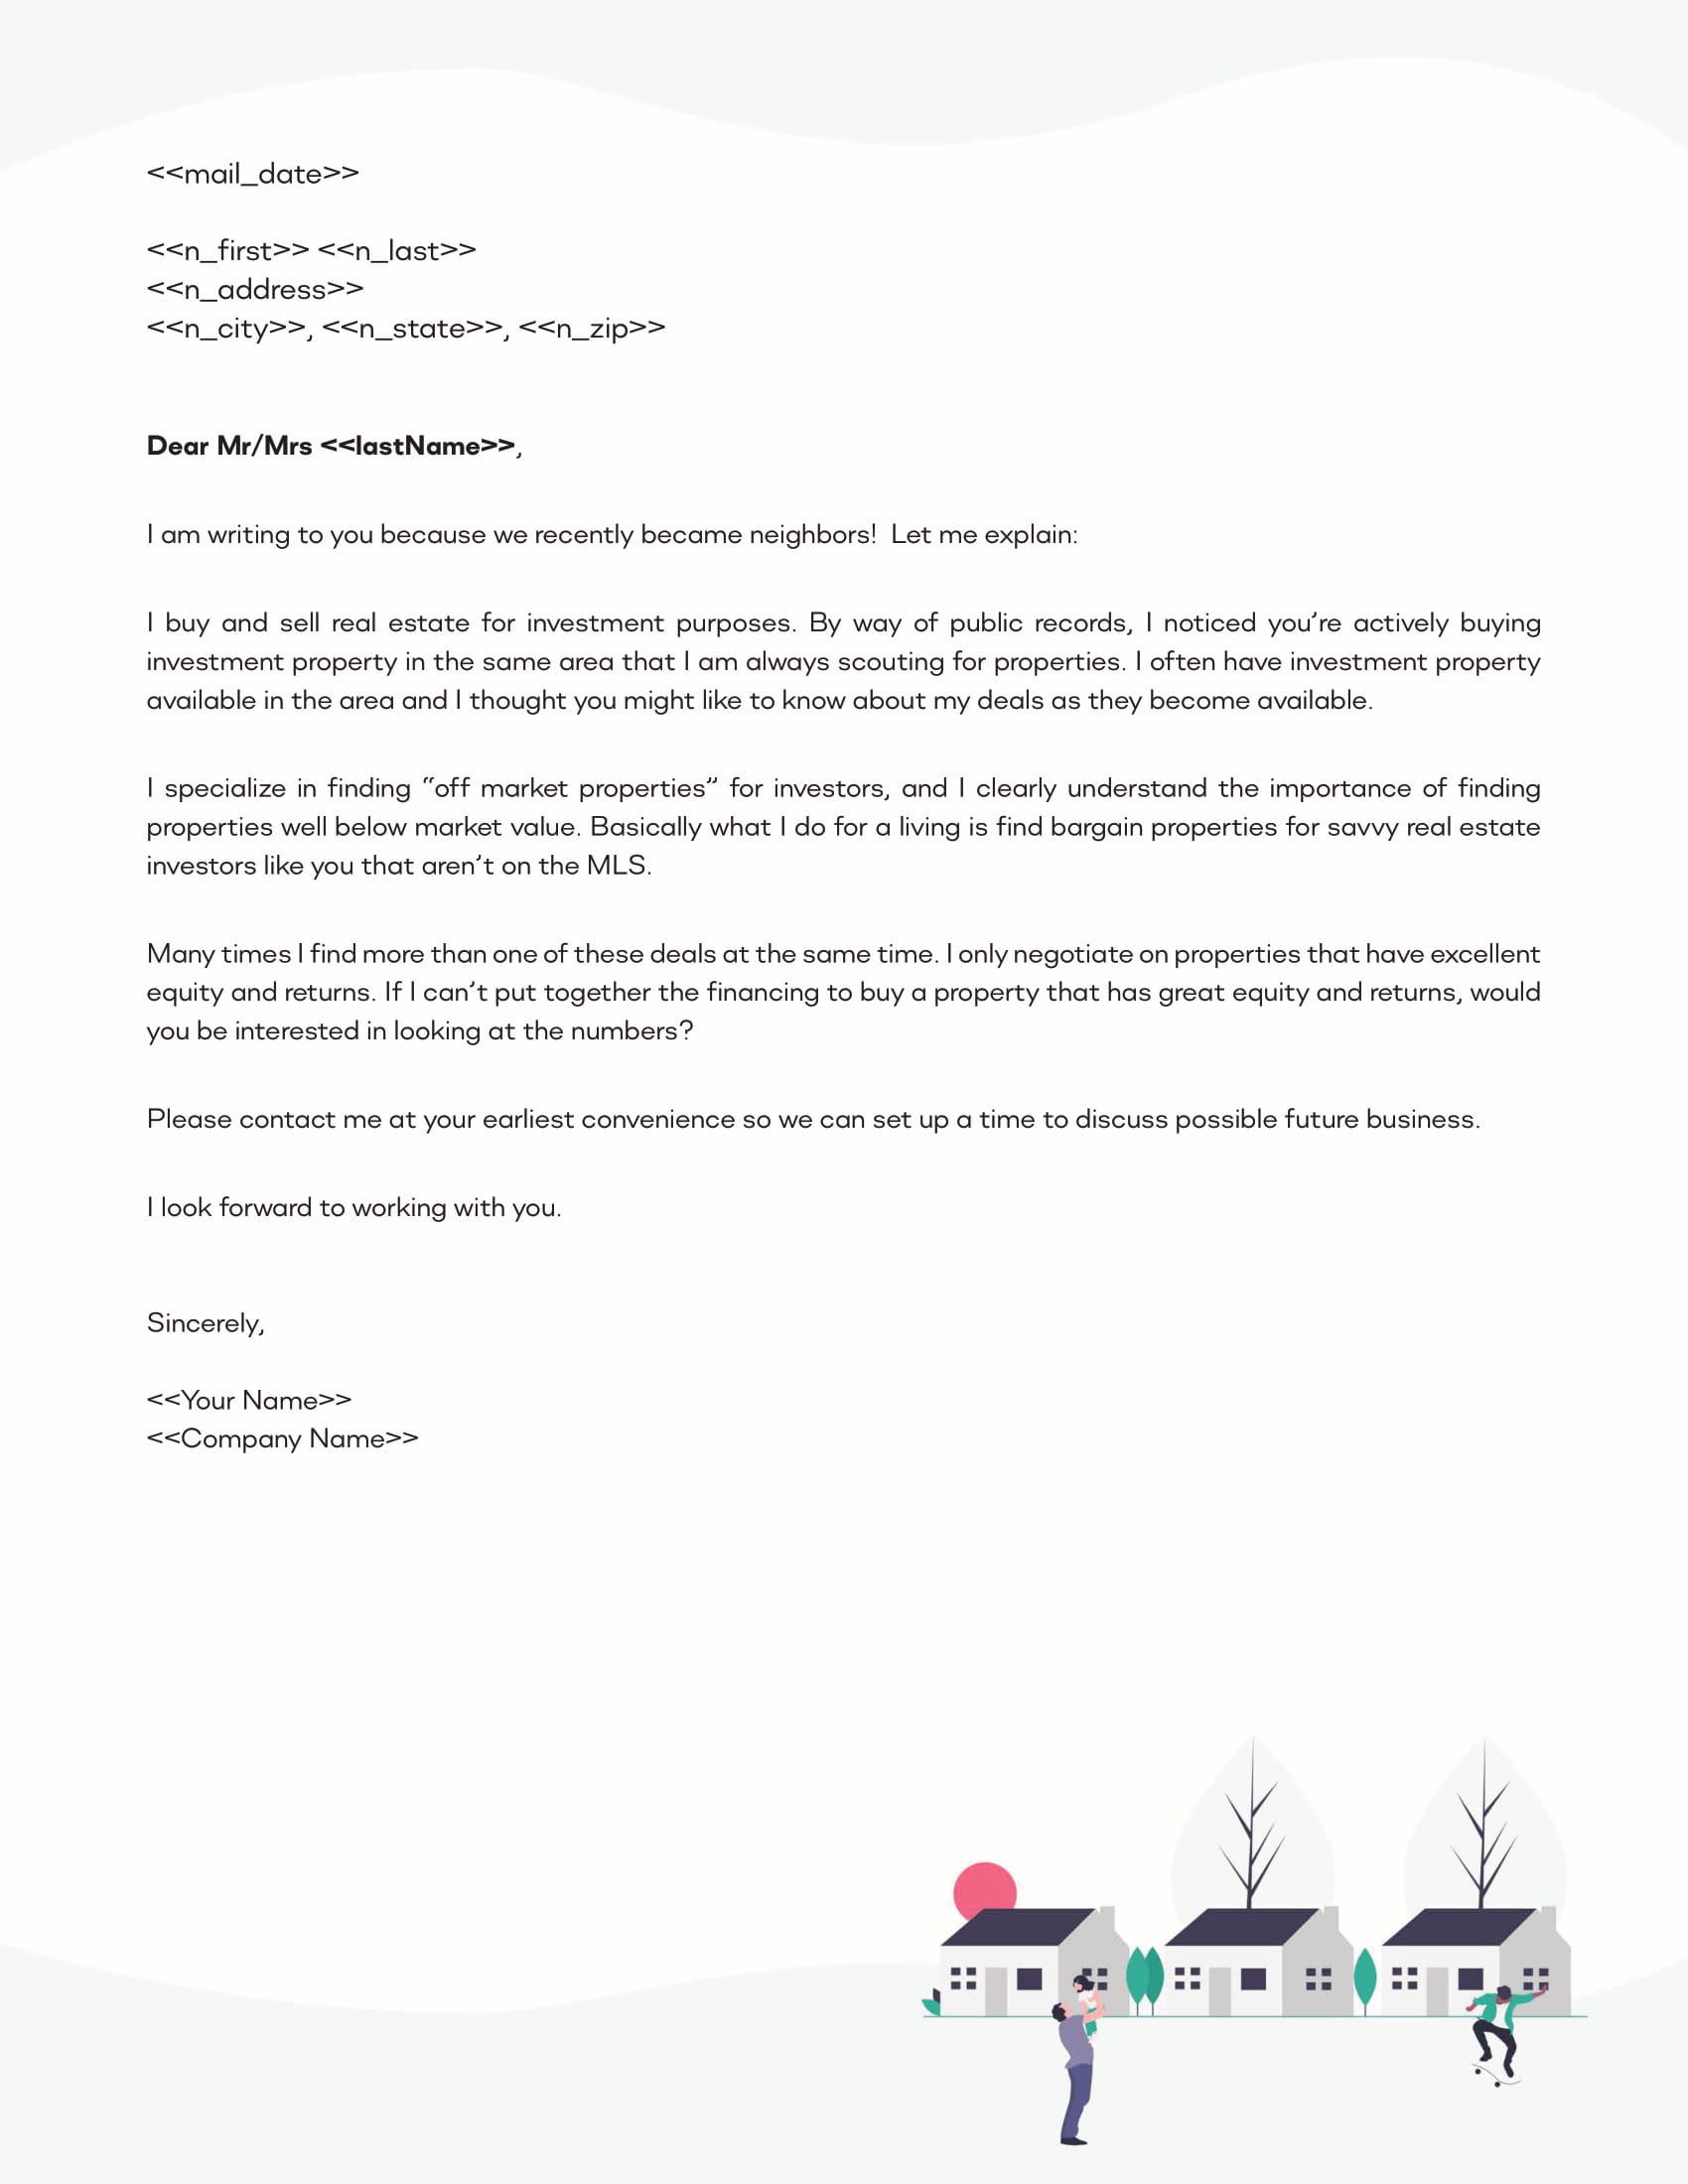 <<mail_date>>
<<n_first>> <<n_last>>
<<n_address>>
<<n_city>>, <<n_state>>, <<n_zip>>
Dear Mr/Mrs <<lastName>>,
I am writing to you because we recently became neighbors!  Let me explain:
I buy and sell real estate for investment purposes. By way of public records, I noticed you’re actively buying
investment property in the same area that I am always scouting for properties. I often have investment property
available in the area and I thought you might like to know about my deals as they become available.
I specialize in finding “off market properties” for investors, and I clearly understand the importance of finding
properties well below market value. Basically what I do for a living is find bargain properties for savvy real estate
investors like you that aren’t on the MLS.
Many times I find more than one of these deals at the same time. I only negotiate on properties that have excellent
equity and returns. If I can’t put together the financing to buy a property that has great equity and returns, would
you be interested in looking at the numbers?
Please contact me at your earliest convenience so we can set up a time to discuss possible future business.
I look forward to working with you.
Sincerely,
<<Your Name>>
<<Company Name>>